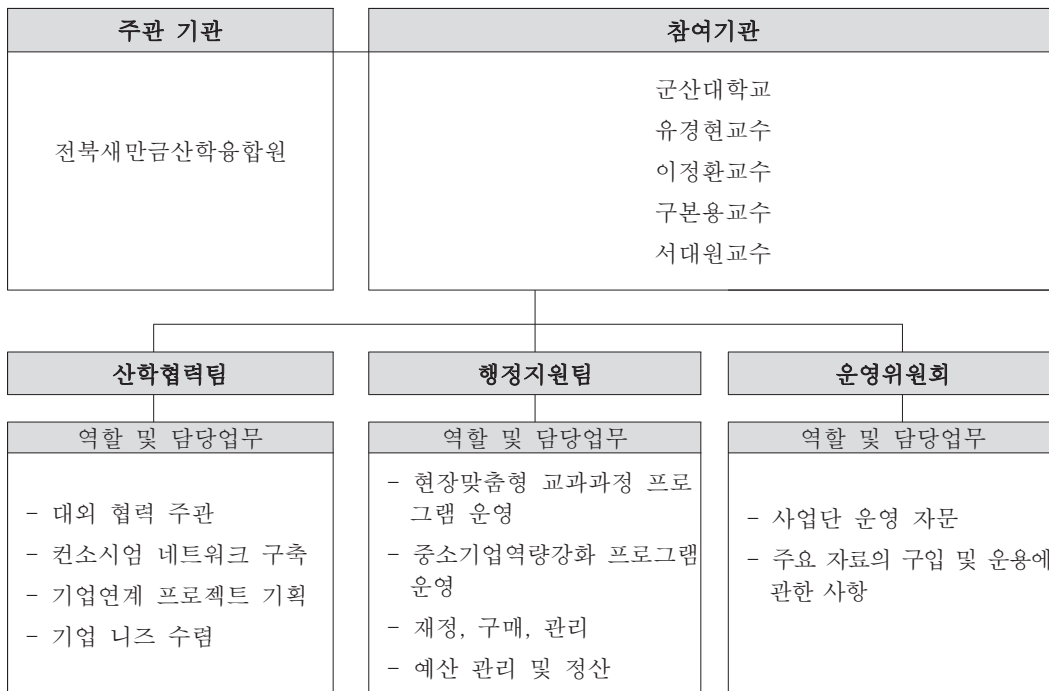 주관 기관
전북새만금산학융합원
참여기관
군산대학교
유경현교수
이정환교수
구본용교수
서대원교수
산학협력팀
역할 및 담당업무
- 대외 협력 주관
- 컨소시엄 네트워크 구축
- 기업연계 프로젝트 기획
- 기업 니즈 수렴
행정지원팀
역할 및 담당업무
- 현장맞춤형 교과과정 프로
그램 운영
- 중소기업역량강화 프로그램
운영
- 재정, 구매, 관리
- 예산 관리 및 정산
운영위원회
역할 및 담당업무
- 사업단 운영 자문
- 주요 자료의 구입 및 운용에
관한 사항